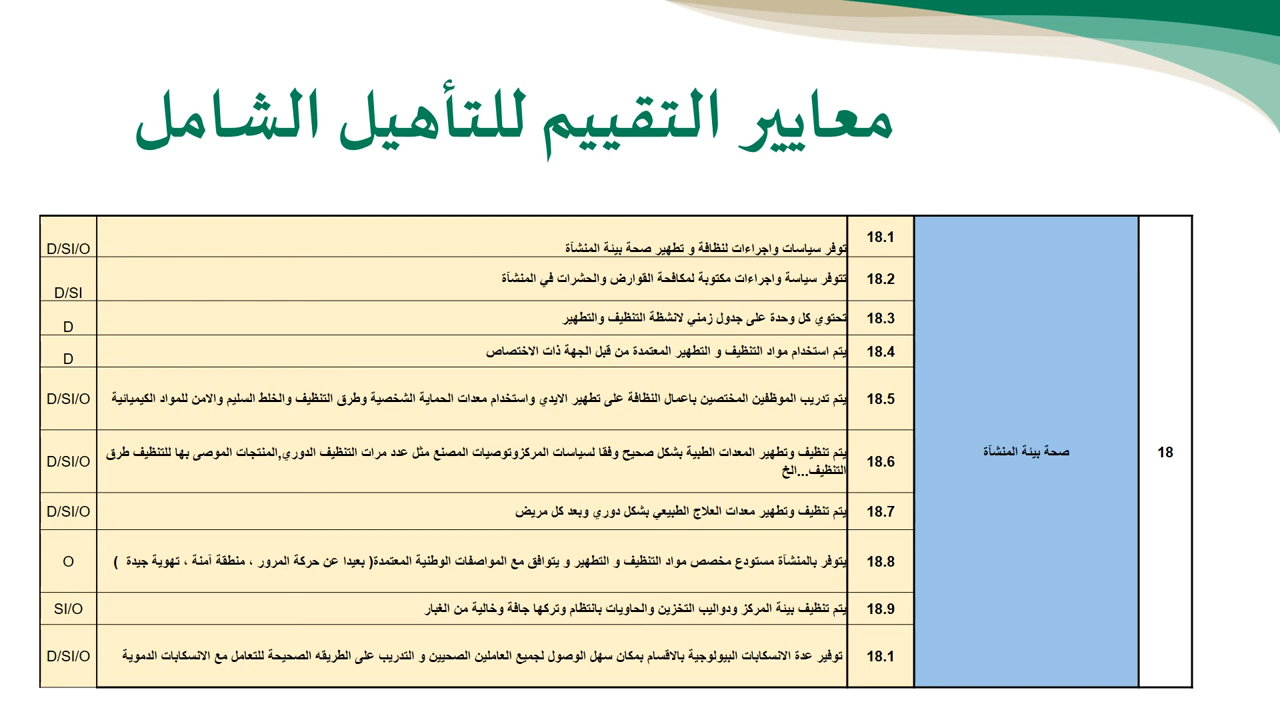 معايير التقييم للتأهيل الشامل
18
صحة بيئة المنشآة
18.1 توفر سياسات واجراءات لنظافة و تطهير صحة بيئة المنشآة D/SI/O
18.2 تتوفر سياسة واجراءات مكتوبة لمكافحة القوارض والحشرات في المنشآة D/SI
18.3 تحتوي كل وحدة على جدول زمني لانشظة التنظيف والتطهير D
18.4 يتم استخدام مواد التنظيف و التطهير المعتمدة من قبل الجهة ذات الاختصاص D
18.5 يتم تدريب الموظفين المختصين باعمال النظافة على تطهير الايدي واستخدام معدات الحماية الشخصية وطرق التنظيف والخلط السليم والامن للمواد الكيميائية D/SI/O
18.6 يتم تنظيف وتطهير المعدات الطبية بشكل صحيح وفقا لسياسات المركزوتوصيات المصنع مثل عدد مرات التنظيف الدوري,المنتجات الموصى بها للتنظيف طرق
التنظيف...الخ D/SI/O
18.7 يتم تنظيف وتطهير معدات العلاج الطبيعي بشكل دوري وبعد كل مريض D/SI/O
18.8 يتوفر بالمنشآة مستودع مخصص مواد التنظيف و التطهير و يتوافق مع المواصفات الوطنية المعتمدة( بعيدا عن حركة المرور ، منطقة آمنة ، تهوية جيدة ) O
18.9 يتم تنظيف بيئة المركز ودواليب التخزين والحاويات بانتظام وتركها جافة وخالية من الغبار SI/O
18.1 توفير عدة الانسكابات البيولوجية بالاقسام بمكان سهل الوصول لجميع العاملين الصحيين و التدريب على الطريقه الصحيحة للتعامل مع الانسكابات الدموية D/SI/O